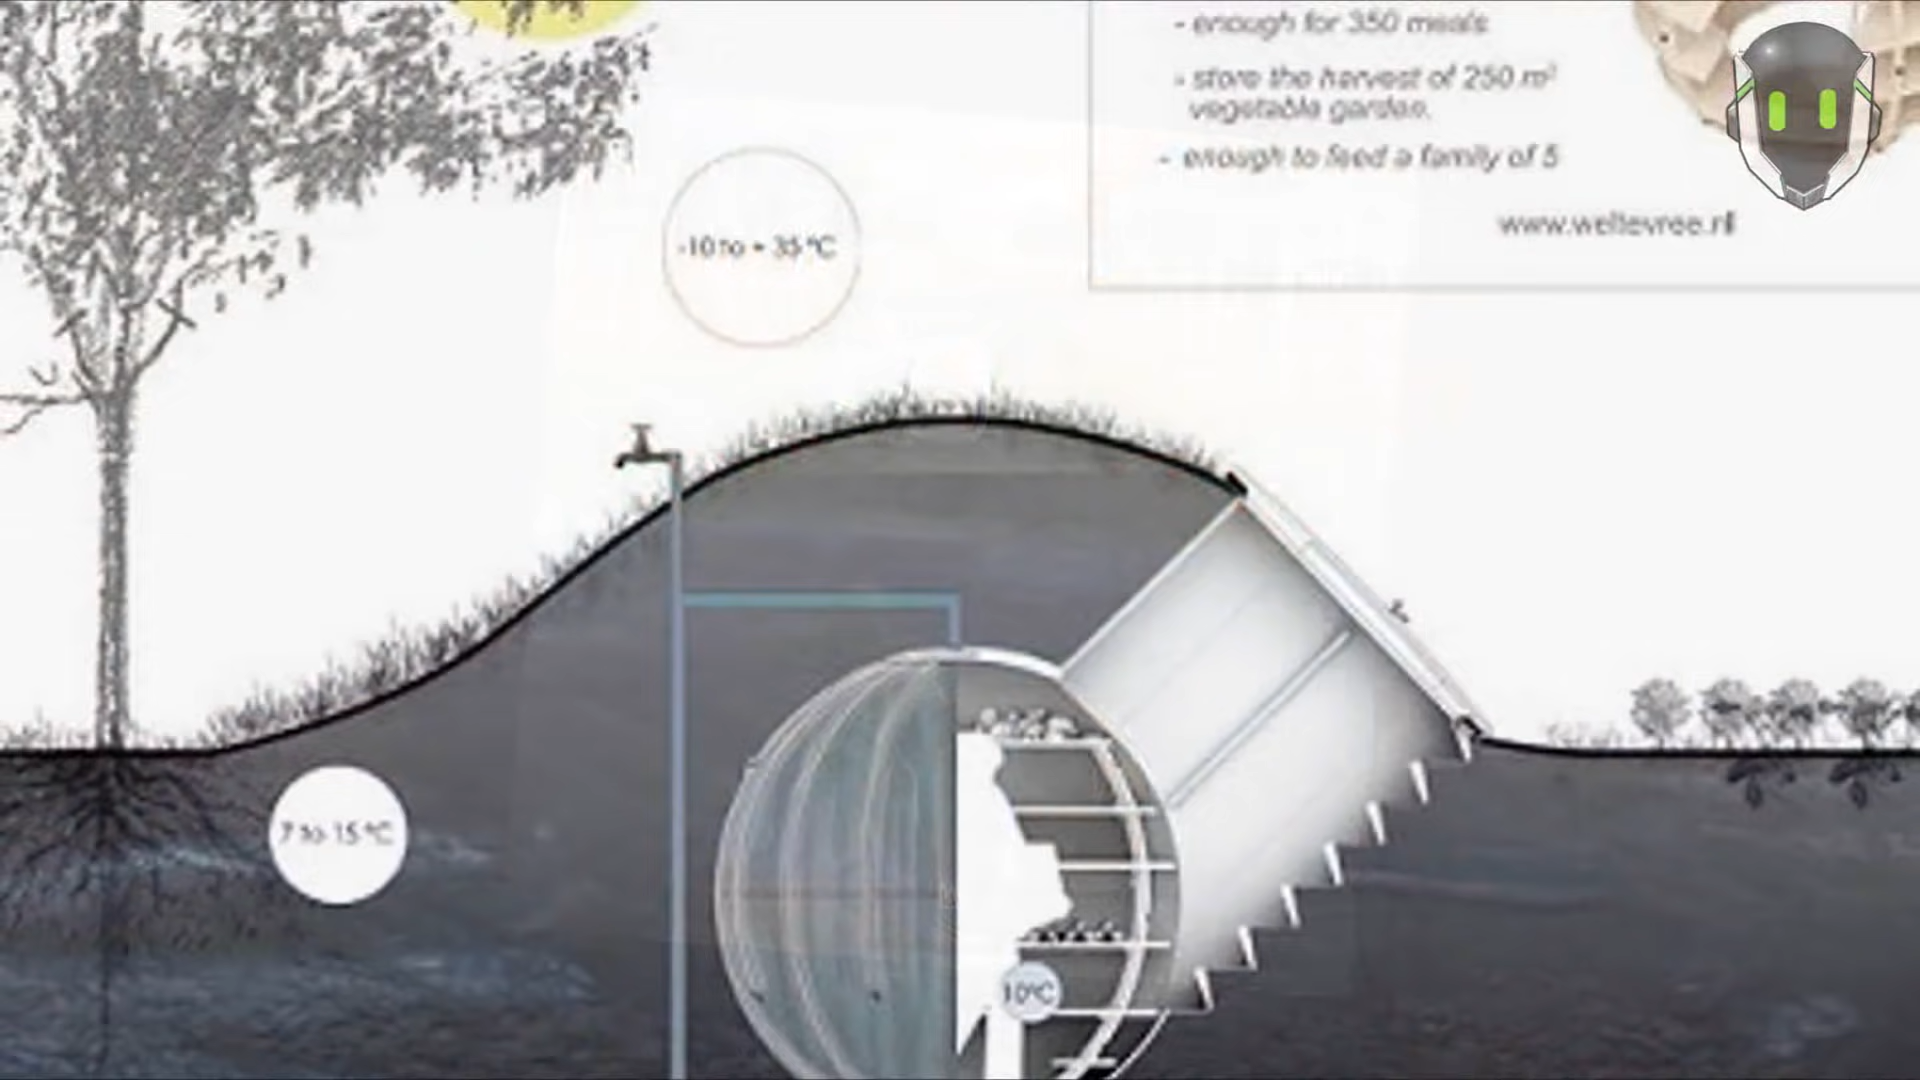 - enough for 350 meals
- store the harvest of 250 m²
vegetable garden.
- enough to feed a family of 5
www.weltevree.nl
-10 to + 35 °C
7 to 15 °C
10°C